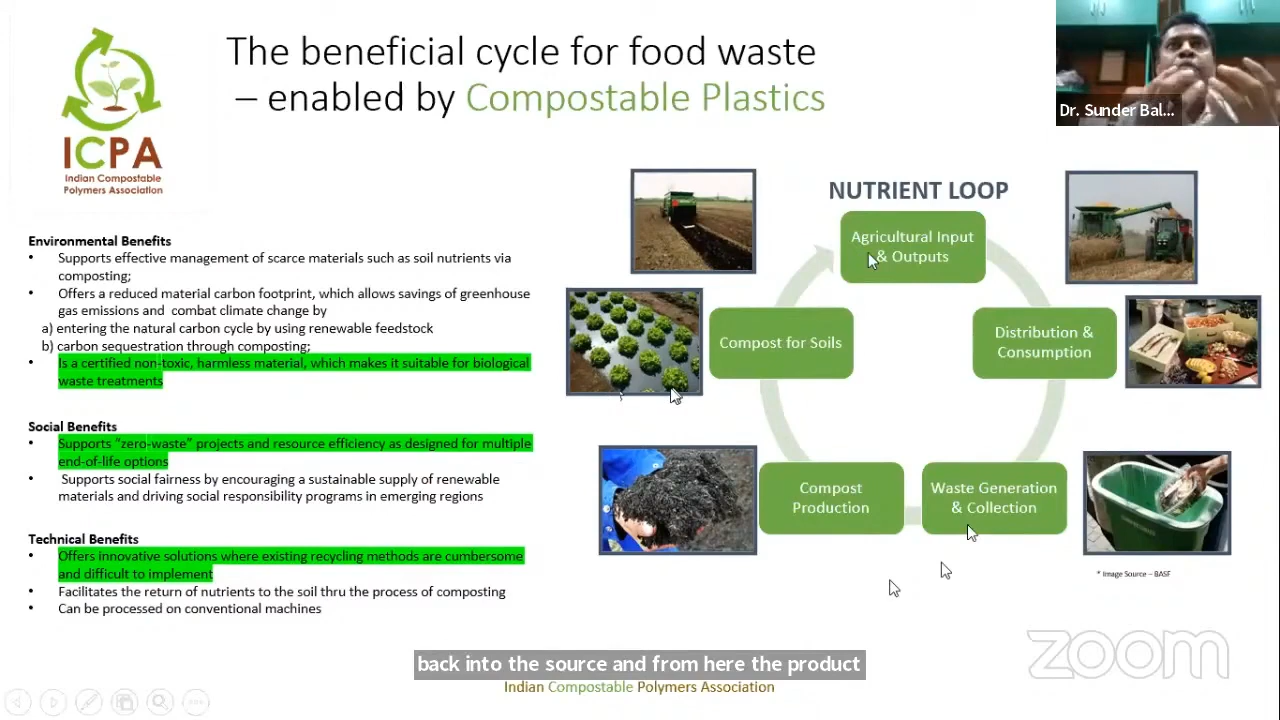 The beneficial cycle for food waste
– enabled by Compostable Plastics
ICPA
Indian Compostable
Polymers Association
Dr. Sunder Bal...
Environmental Benefits
• Supports effective management of scarce materials such as soil nutrients via
composting;
• Offers a reduced material carbon footprint, which allows savings of greenhouse
gas emissions and combat climate change by
a) entering the natural carbon cycle by using renewable feedstock
b) carbon sequestration through composting;
• Is a certified non-toxic, harmless material, which makes it suitable for biological
waste treatments
Social Benefits
• Supports “zero-waste” projects and resource efficiency as designed for multiple
end-of-life options
• Supports social fairness by encouraging a sustainable supply of renewable
materials and driving social responsibility programs in emerging regions
Technical Benefits
• Offers innovative solutions where existing recycling methods are cumbersome
and difficult to implement
• Facilitates the return of nutrients to the soil thru the process of composting
• Can be processed on conventional machines
NUTRIENT LOOP
Agricultural Input
& Outputs
Distribution &
Consumption
Waste Generation
& Collection
Compost
Production
Compost for Soils
* Image Source – BASF
back into the source and from here the product
Indian Compostable Polymers Association
zoom